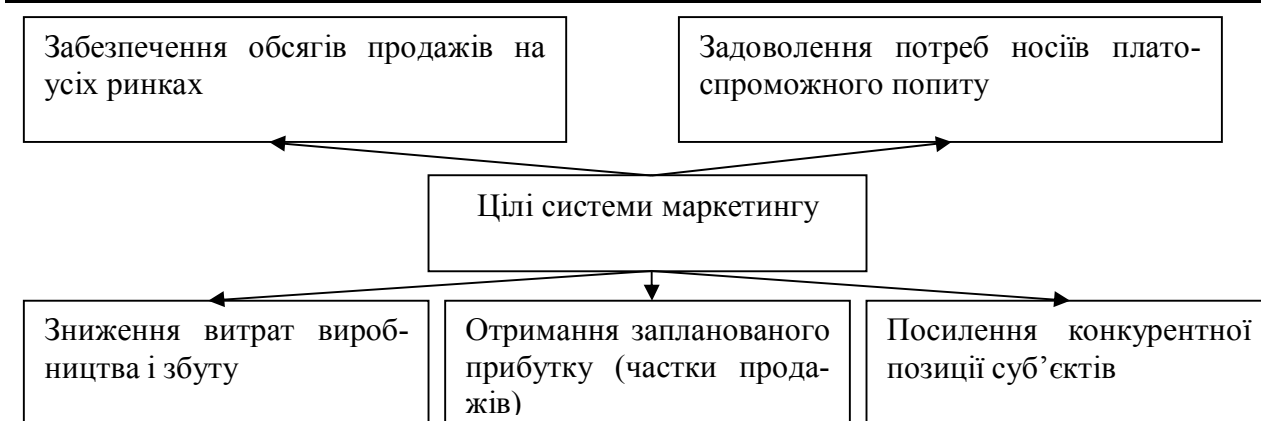 Забезпечення обсягів продажів на
усіх ринках
Задоволення потреб носіїв плато-
спроможного попиту
Цілі системи маркетингу
Зниження витрат вироб-
ництва і збуту
Отримання запланованого
прибутку (частки прода-
жів)
Посилення конкурентної
позиції суб’єктів